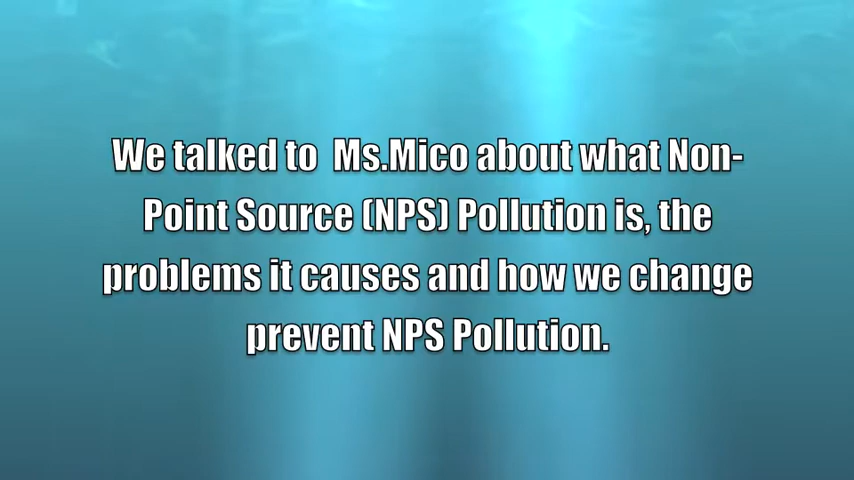 We talked to  Ms.Mico about what Non-
Point Source (NPS) Pollution is, the
problems it causes and how we change
prevent NPS Pollution.